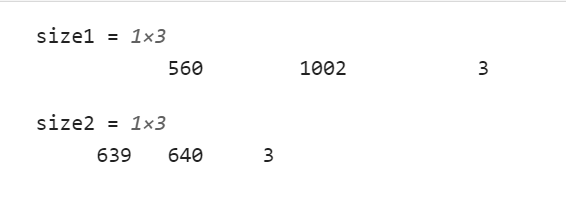 size1 = 1×3
560 1002 3
size2 = 1×3
639 640 3